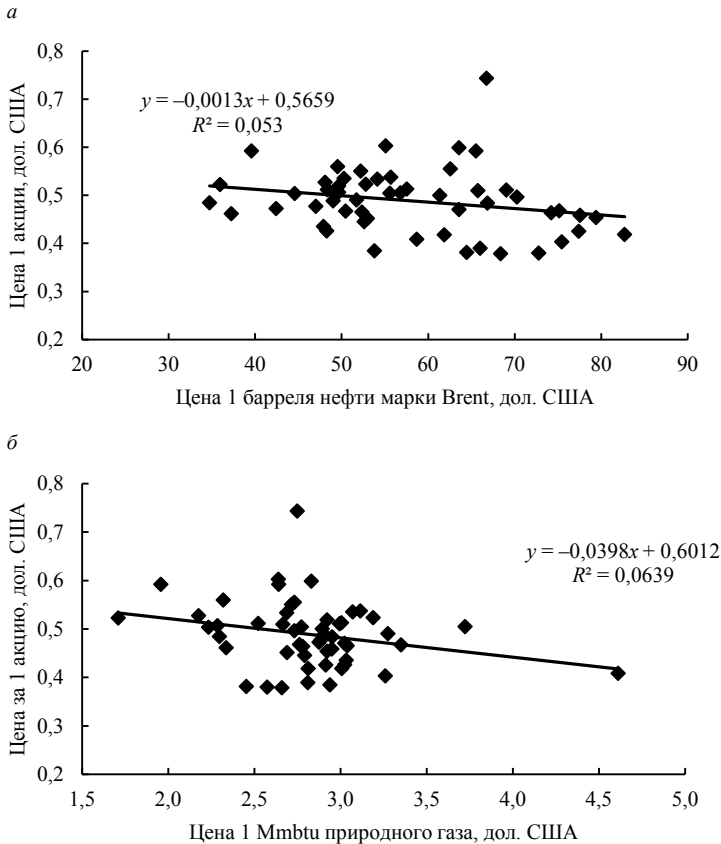 а
0,8
0,7
0,6
0,5
0,4
0,3
0,2
Цена 1 акции, дол. США
y = –0,0013x + 0,5659
R² = 0,053
20 30 40 50 60 70 80 90
Цена 1 барреля нефти марки Brent, дол. США
б
0,8
0,7
0,6
0,5
0,4
0,3
0,2
Цена за 1 акцию, дол. США
y = –0,0398x + 0,6012
R² = 0,0639
1,5 2,0 2,5 3,0 3,5 4,0 4,5 5,0
Цена 1 Mmbtu природного газа, дол. США